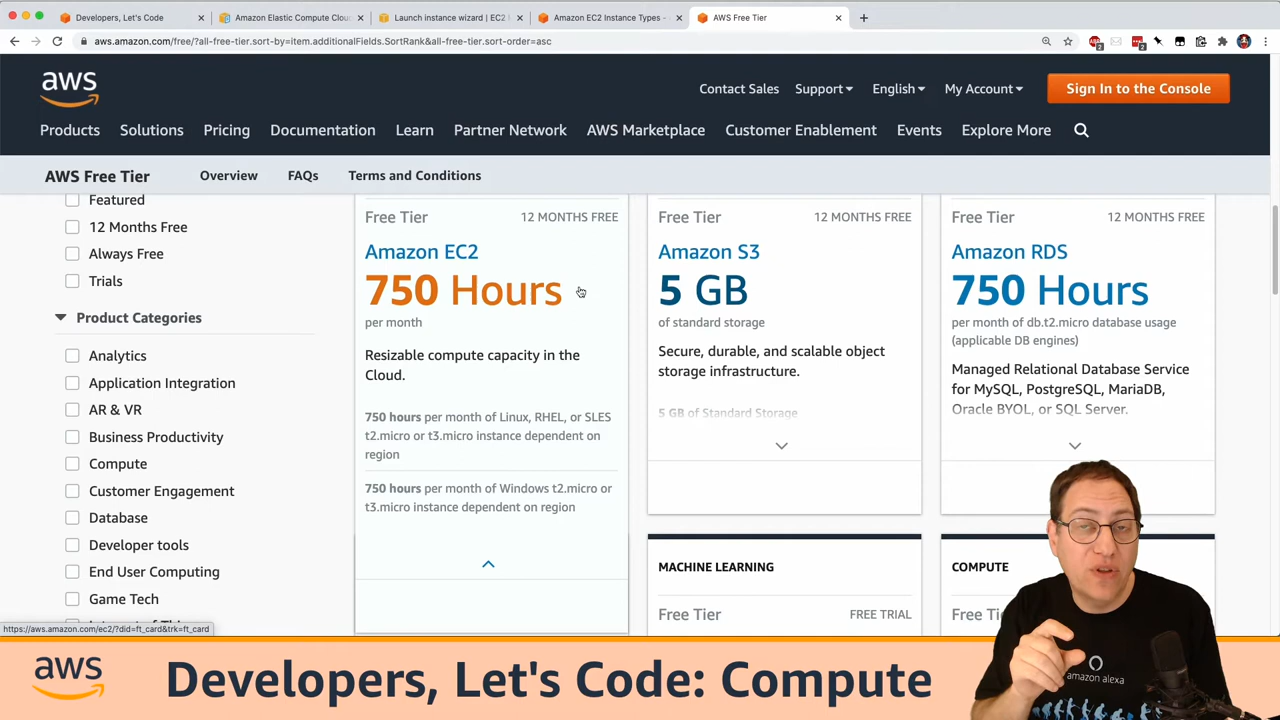 Developers, Let's Code
Amazon Elastic Compute Clou
Launch instance wizard | EC2
Amazon EC2 Instance Types -
AWS Free Tier
aws.amazon.com/free/?all-free-tier.sort-by=item.additionalFields.SortRank&all-free-tier.sort-order=asc
aws
Contact Sales Support English My Account Sign In to the Console
Products Solutions Pricing Documentation Learn Partner Network AWS Marketplace Customer Enablement Events Explore More
AWS Free Tier Overview FAQs Terms and Conditions
Featured
12 Months Free
Always Free
Trials
Product Categories
Analytics
Application Integration
AR & VR
Business Productivity
Compute
Customer Engagement
Database
Developer tools
End User Computing
Game Tech
Free Tier 12 MONTHS FREE
Amazon EC2
750 Hours
per month
Resizable compute capacity in the
Cloud.
750 hours per month of Linux, RHEL, or SLES
t2.micro or t3.micro instance dependent on
region
750 hours per month of Windows t2.micro or
t3.micro instance dependent on region
Free Tier 12 MONTHS FREE
Amazon S3
5 GB
of standard storage
Secure, durable, and scalable object
storage infrastructure.
5 GB of Standard Storage
Free Tier 12 MONTHS FREE
Amazon RDS
750 Hours
per month of db.t2.micro database usage
(applicable DB engines)
Managed Relational Database Service
for MySQL, PostgreSQL, MariaDB,
Oracle BYOL, or SQL Server.
MACHINE LEARNING
Free Tier FREE TRIAL
COMPUTE
Free Tie
https://aws.amazon.com/ec2/?did=ft_card&trk=ft_card
aws
Developers, Let's Code: Compute
amazon alexa